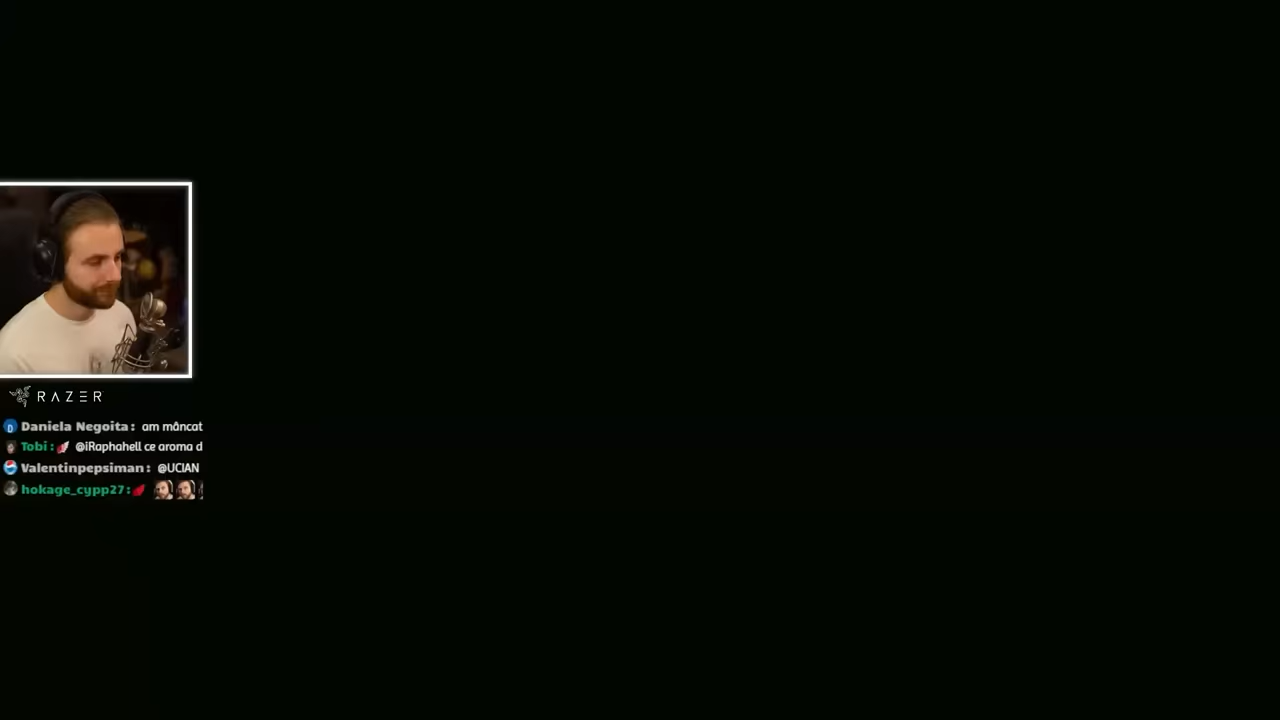 RAZER
Daniela Negoita: am mâncat
Tobi: @iRaphahell ce aroma d
Valentinpepsiman: @UCIAN
hokage_cypp27: